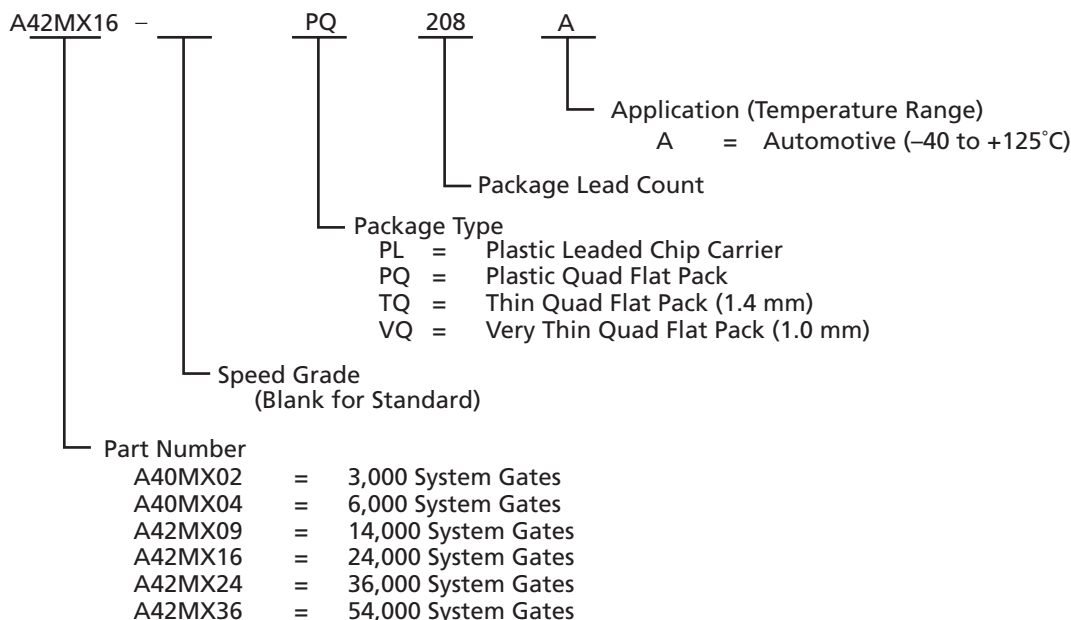 A42MX16 – PQ 208 A
Application (Temperature Range)
A = Automotive (–40 to +125˚C)
Package Lead Count
Package Type
PL = Plastic Leaded Chip Carrier
PQ = Plastic Quad Flat Pack
TQ = Thin Quad Flat Pack (1.4 mm)
VQ = Very Thin Quad Flat Pack (1.0 mm)
Speed Grade
(Blank for Standard)
Part Number
A40MX02 = 3,000 System Gates
A40MX04 = 6,000 System Gates
A42MX09 = 14,000 System Gates
A42MX16 = 24,000 System Gates
A42MX24 = 36,000 System Gates
A42MX36 = 54,000 System Gates